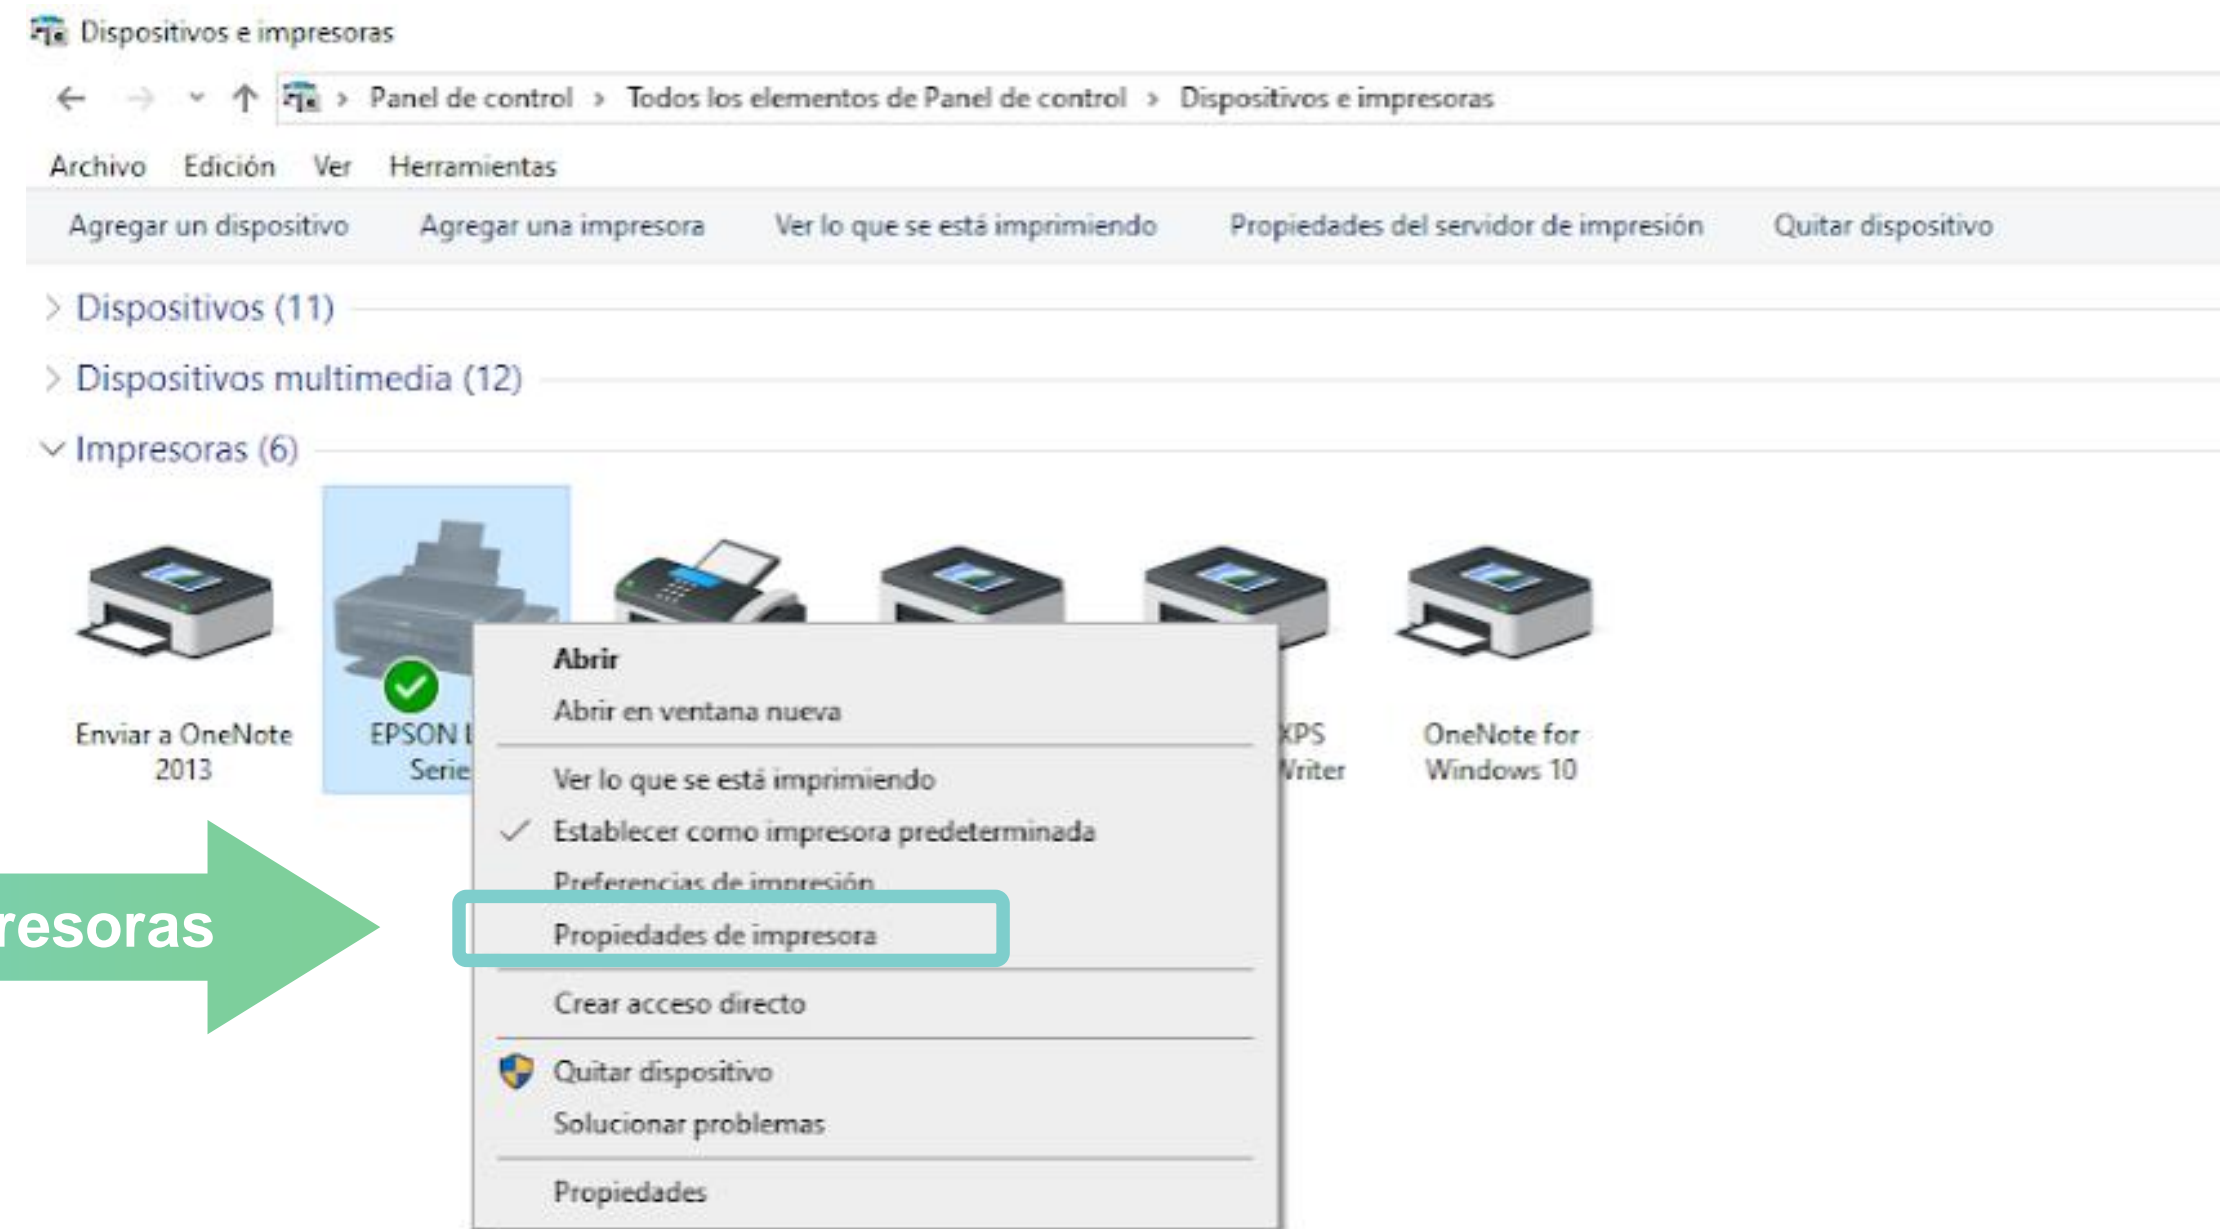 Dispositivos e impresoras
Panel de control > Todos los elementos de Panel de control > Dispositivos e impresoras
Archivo Edición Ver Herramientas
Agregar un dispositivo Agregar una impresora Ver lo que se está imprimiendo Propiedades del servidor de impresión Quitar dispositivo
Dispositivos (11)
Dispositivos multimedia (12)
Impresoras (6)
Enviar a OneNote
2013
EPSON L
Serie
XPS
Writer
OneNote for
Windows 10
Abrir
Abrir en ventana nueva
Ver lo que se está imprimiendo
Establecer como impresora predeterminada
Preferencias de impresión
Propiedades de impresora
Crear acceso directo
Quitar dispositivo
Solucionar problemas
Propiedades
resoras